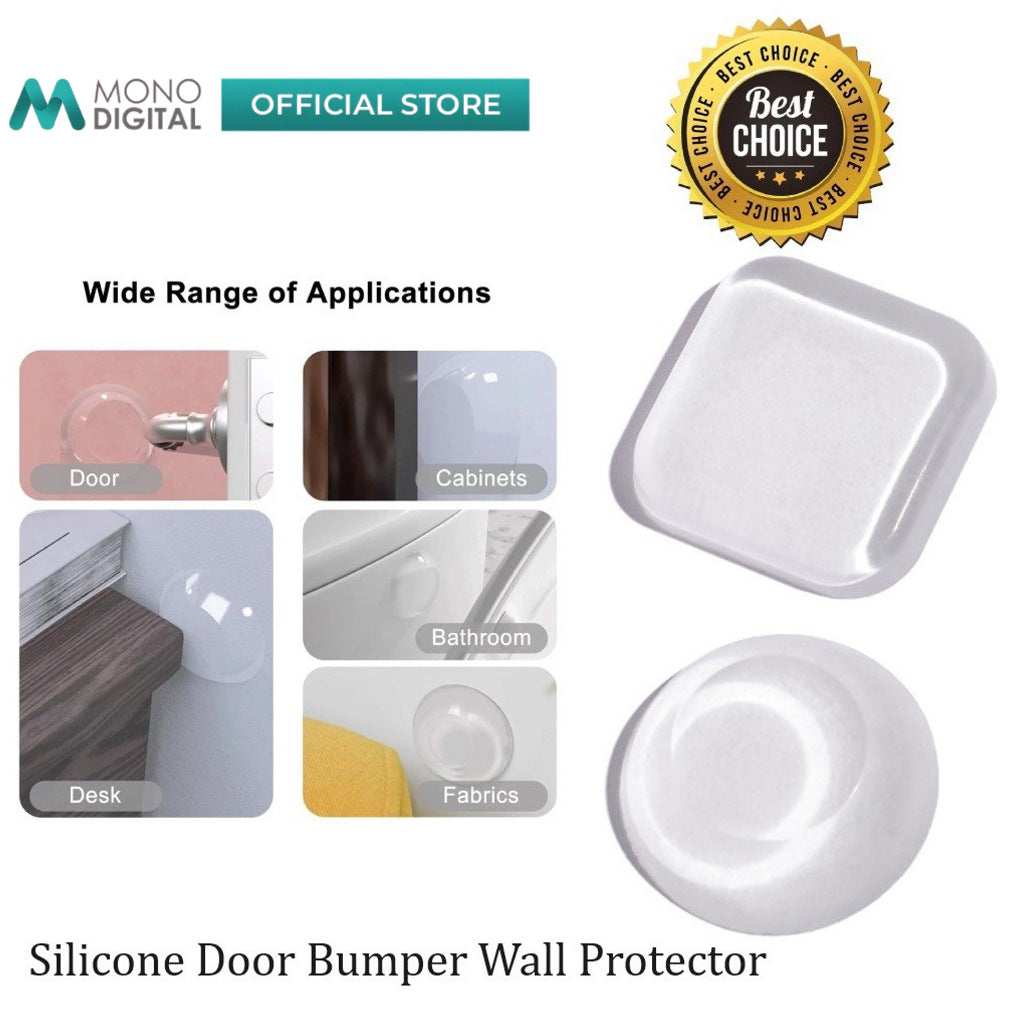 MONO
DIGITAL
OFFICIAL STORE
BEST CHOICE · BEST CHOICE · BEST CHOICE · BEST CHOICE ·
Best
CHOICE
Wide Range of Applications
Door
Cabinets
Desk
Bathroom
Fabrics
Silicone Door Bumper Wall Protector